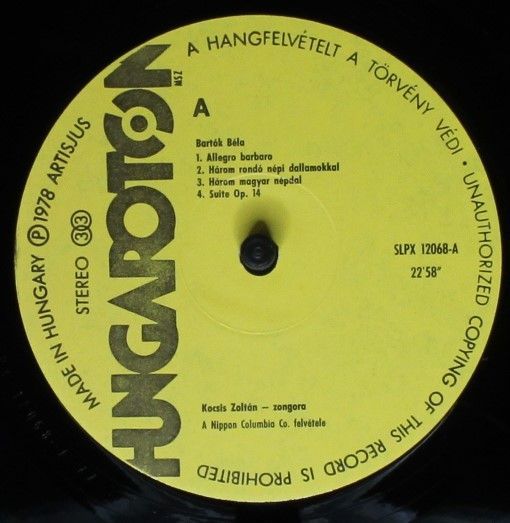 A HANGFELVÉTELT A TÖRVÉNY VÉDI • UNAUTHORIZED COPYING OF THIS RECORD IS PROHIBITED
MADE IN HUNGARY Ⓟ 1978 ARTISJUS
STEREO 33
HUNGAROTON
MSZ
A
Bartók Béla
1. Allegro barbaro
2. Három rondó népi dallamokkal
3. Három magyar népdal
4. Suite Op. 14
SLPX 12068-A
22'58"
Kocsis Zoltán — zongora
A Nippon Columbia Co. felvétele